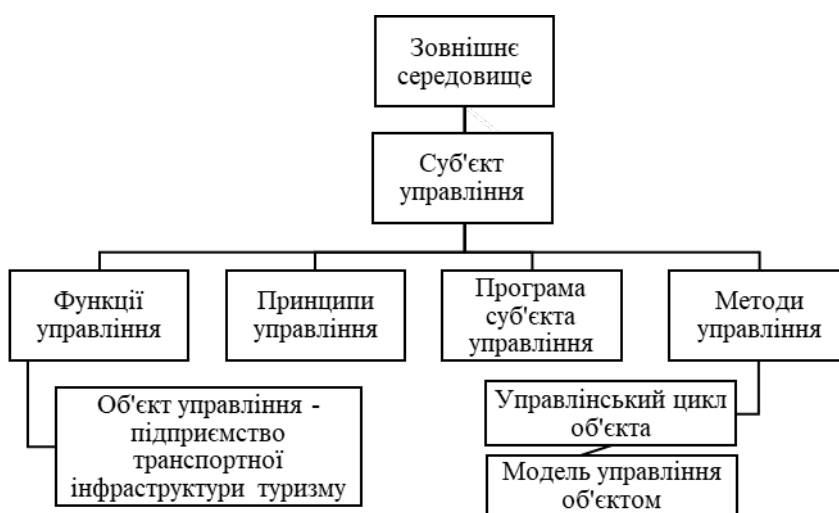 Зовнішнє
середовище
Суб'єкт
управління
Функції
управління
Принципи
управління
Програма
суб'єкта
управління
Методи
управління
Об'єкт управління -
підприємство
транспортної
інфраструктури туризму
Управлінський цикл
об'єкта
Модель управління
об'єктом